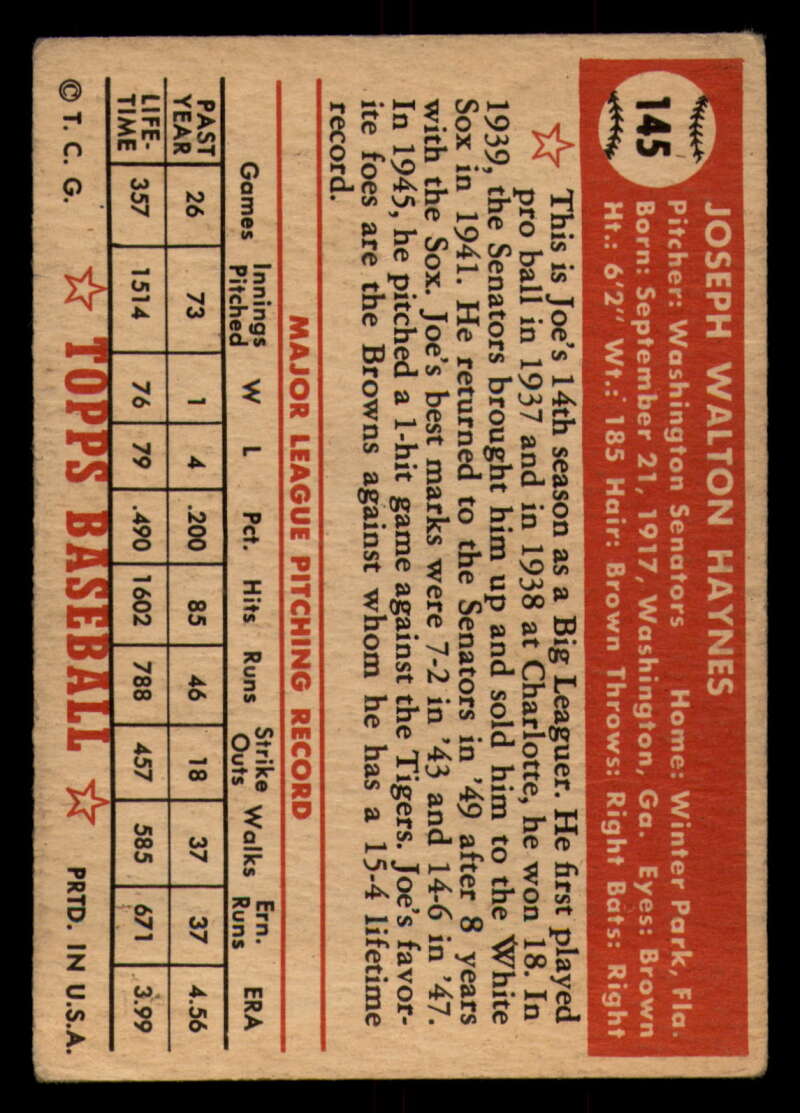 145
JOSEPH WALTON HAYNES
Pitcher: Washington Senators Home: Winter Park, Fla.
Born: September 21, 1917, Washington, Ga. Eyes: Brown
Ht.: 6'2" Wt.: 185 Hair: Brown Throws: Right Bats: Right
This is Joe's 14th season as a Big Leaguer. He first played
pro ball in 1937 and in 1938 at Charlotte, he won 18. In
1939, the Senators brought him up and sold him to the White
Sox in 1941. He returned to the Senators in '49 after 8 years
with the Sox. Joe's best marks were 7-2 in '43 and 14-6 in '47.
In 1945, he pitched a 1-hit game against the Tigers. Joe's favor-
ite foes are the Browns against whom he has a 15-4 lifetime
record.
MAJOR LEAGUE PITCHING RECORD
Games Innings Pitched W L Pct. Hits Runs Strike Outs Walks Ern. Runs ERA
PAST YEAR 26 73 1 4 .200 85 46 18 37 37 4.56
LIFE-TIME 357 1514 76 79 .490 1602 788 457 585 671 3.99
© T. C. G. TOPPS BASEBALL PRTD. IN U.S.A.